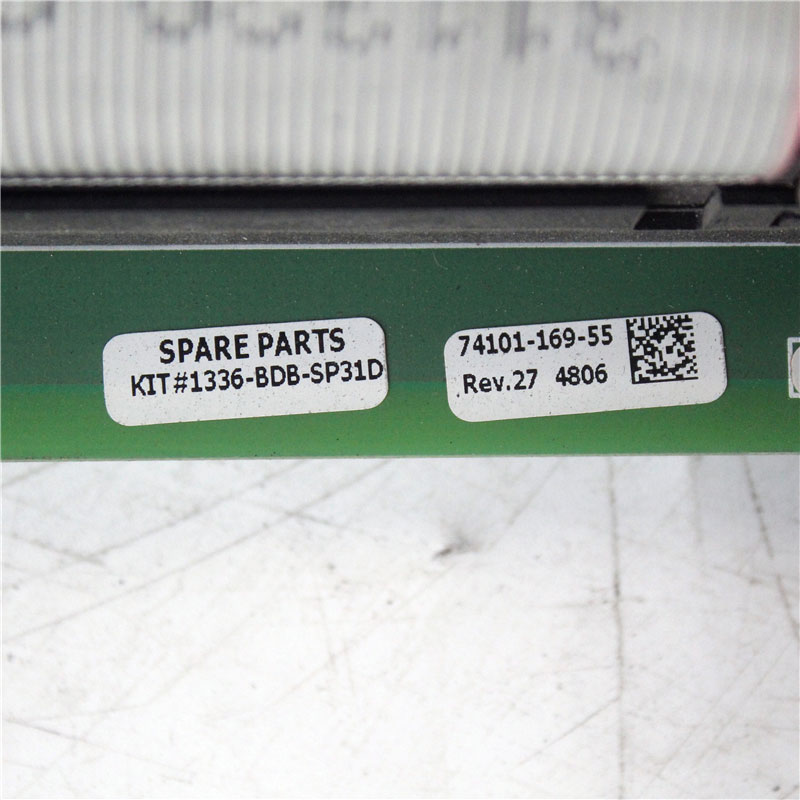 SPARE PARTS
KIT#1336-BDB-SP31D
74101-169-55
Rev.27 4806